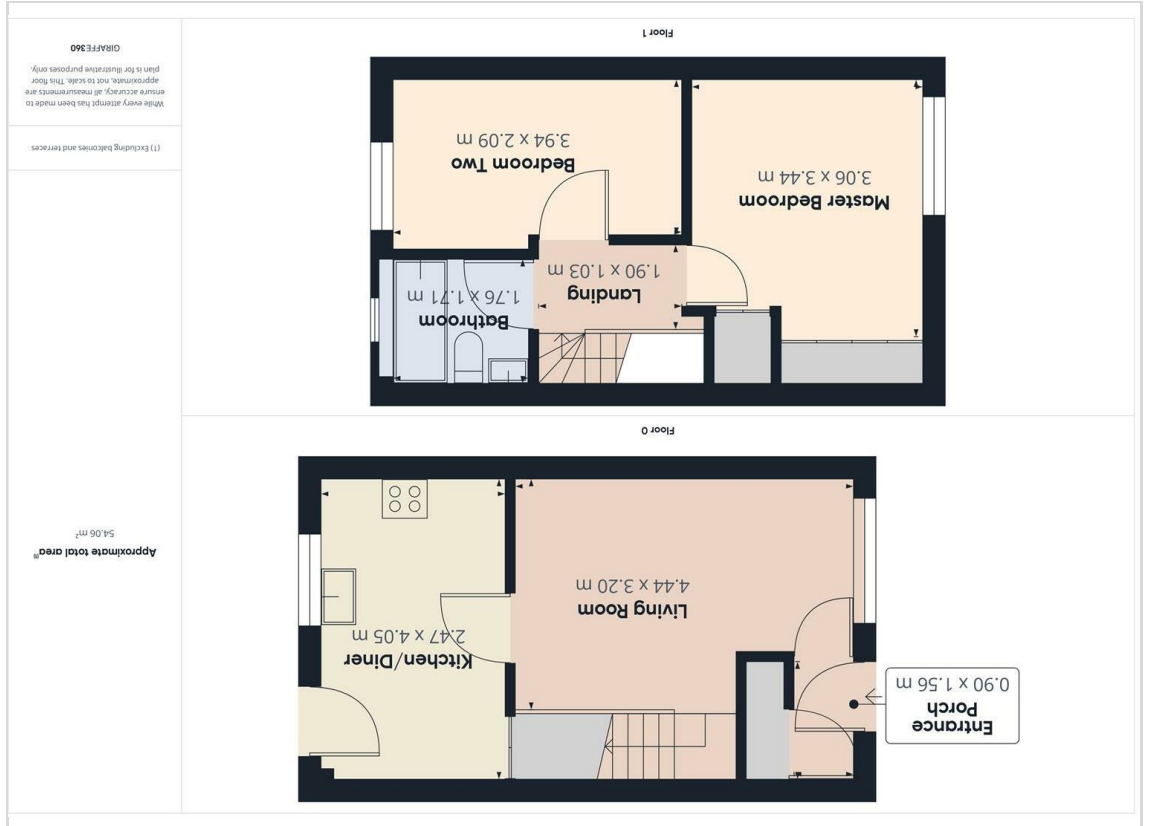 Entrance
Porch
0.90 x 1.56 m
Kitchen/Diner
2.47 x 4.05 m
Living Room
4.44 x 3.20 m
Floor 0
Landing
1.90 x 1.03 m
Bathroom
1.76 x 1.71 m
Master Bedroom
3.06 x 3.44 m
Bedroom Two
3.94 x 2.09 m
Floor 1
Approximate total area⁽¹⁾
54.06 m²
(1) Excluding balconies and terraces
While every attempt has been made to
ensure accuracy, all measurements are
approximate, not to scale. This floor
plan is for illustrative purposes only.
GIRAFFE360